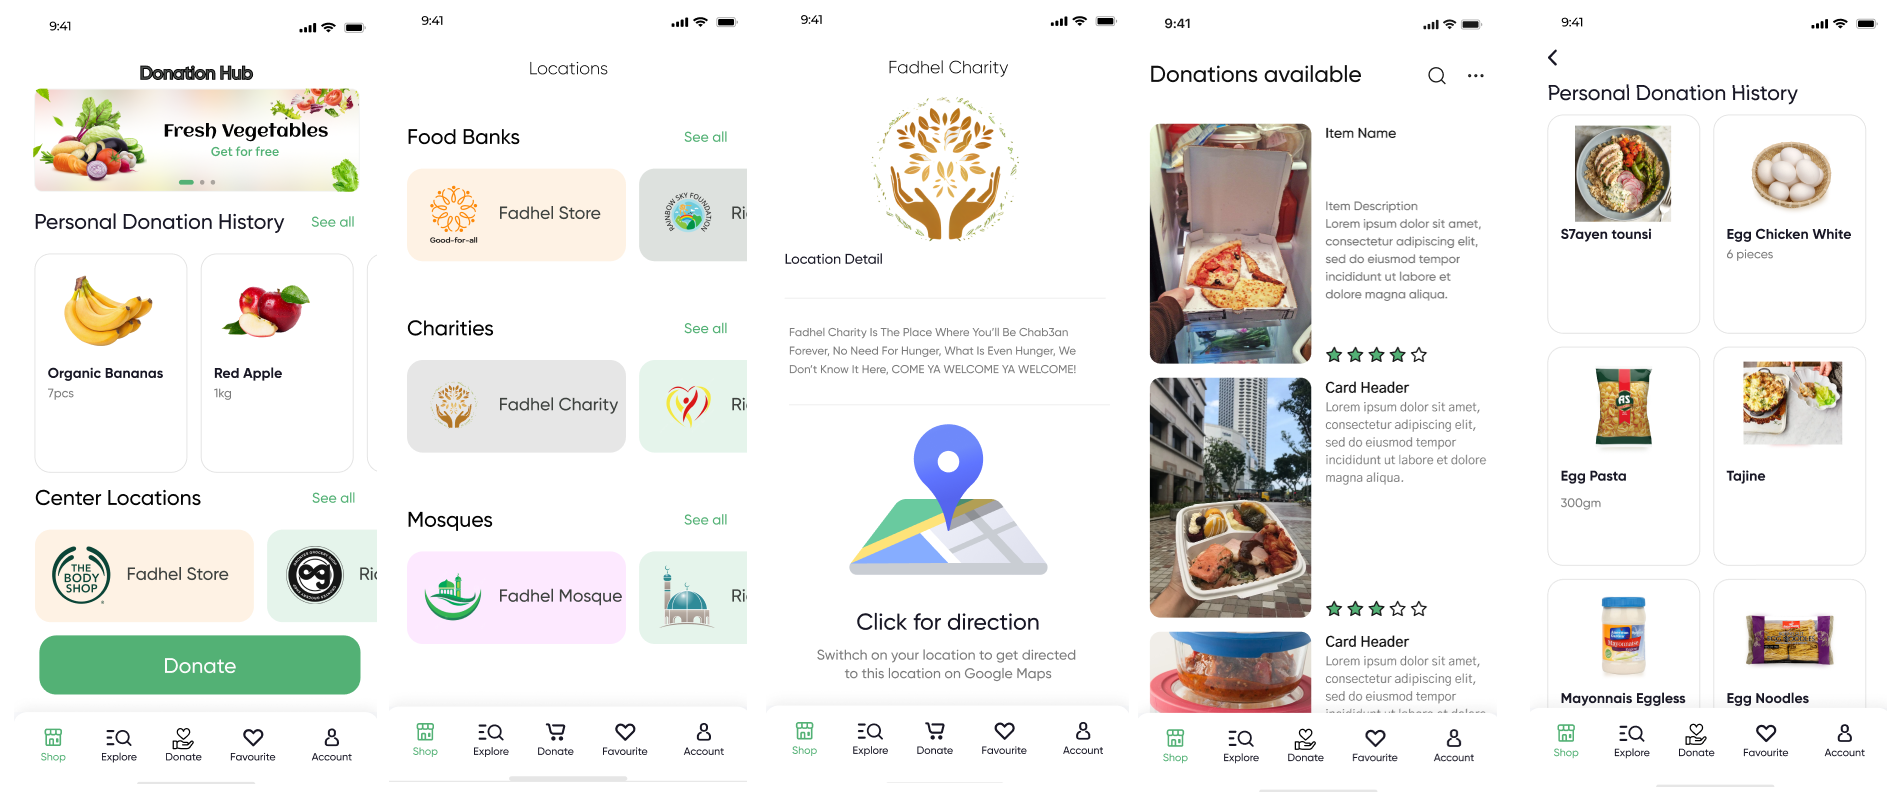 9:41
Donation Hub
Fresh Vegetables
Get for free
Personal Donation History
See all
Organic Bananas
7pcs
Red Apple
1kg
Center Locations
See all
THE
BODY
SHOP
Fadhel Store
og
Ric
Donate
Shop
Explore
Donate
Favourite
Account
9:41
Locations
Food Banks
See all
Good-for-all
Fadhel Store
RAINBOW SKY FOUNDATION
Ri
Charities
See all
Fadhel Charity
Ri
Mosques
See all
Fadhel Mosque
Ri
Shop
Explore
Donate
Favourite
Account
9:41
Fadhel Charity
Location Detail
Fadhel Charity Is The Place Where You'll Be Chab3an
Forever, No Need For Hunger, What Is Even Hunger, We
Don't Know It Here, COME YA WELCOME YA WELCOME!
Click for direction
Swithch on your location to get directed
to this location on Google Maps
Shop
Explore
Donate
Favourite
Account
9:41
Donations available
Item Name
Item Description
Lorem ipsum dolor sit amet,
consectetur adipiscing elit,
sed do eiusmod tempor
incididunt ut labore et
dolore magna aliqua.
Card Header
Lorem ipsum dolor sit amet,
consectetur adipiscing elit,
sed do eiusmod tempor
incididunt ut labore et dolore
magna aliqua.
Card Header
Lorem ipsum dolor sit amet,
consectetur adipiscing elit,
sed do eiusmod tempor
incididunt ut labore et dolore
Shop
Explore
Donate
Favourite
Account
9:41
Personal Donation History
S7ayen tounsi
Egg Chicken White
6 pieces
AS
Egg Pasta
300gm
Tajine
Mayonnais Eggless
Egg Noodles
Shop
Explore
Donate
Favourite
Account